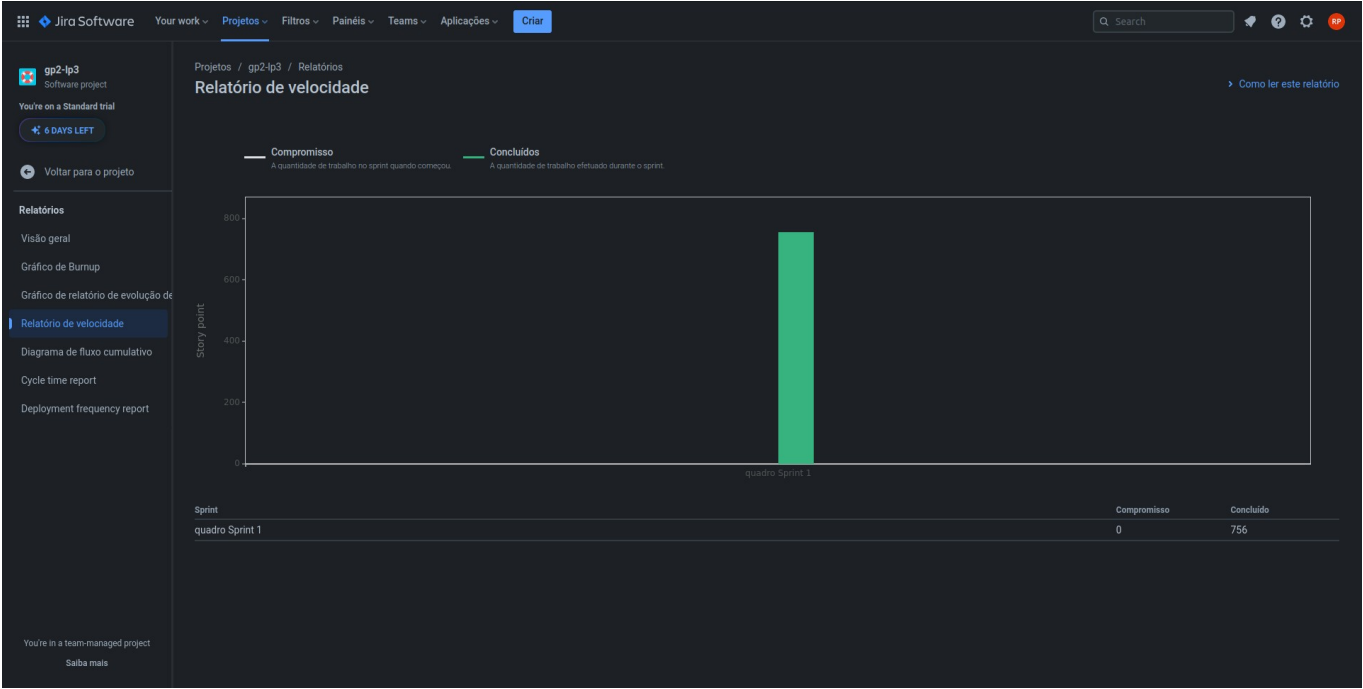 Jira Software Your work Projetos Filtros Painéis Teams Aplicações Criar Search RP
gp2-lp3
Software project
You're on a Standard trial
6 DAYS LEFT
Voltar para o projeto
Relatórios
Visão geral
Gráfico de Burnup
Gráfico de relatório de evolução de
Relatório de velocidade
Diagrama de fluxo cumulativo
Cycle time report
Deployment frequency report
You're in a team-managed project
Saiba mais
Projetos / gp2-lp3 / Relatórios
Relatório de velocidade
Como ler este relatório
Compromisso
A quantidade de trabalho no sprint quando começou.
Concluídos
A quantidade de trabalho efetuado durante o sprint.
Story point
800
600
400
200
0
quadro Sprint 1
Sprint Compromisso Concluído
quadro Sprint 1 0 756